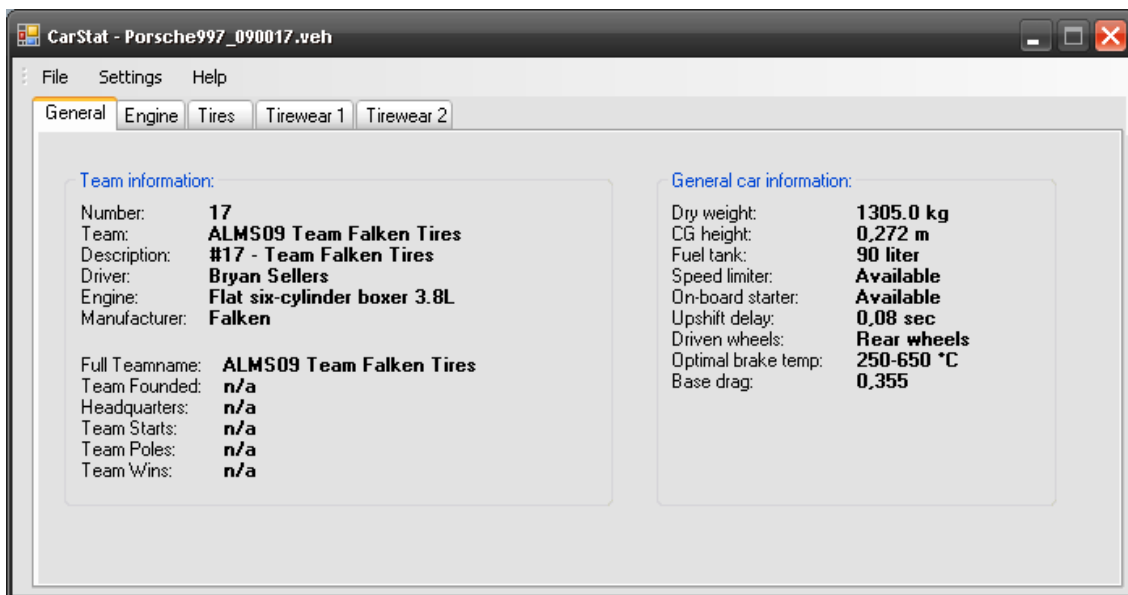 CarStat - Porsche997_090017.veh
File Settings Help
General Engine Tires Tirewear 1 Tirewear 2
Team information:
Number: 17
Team: ALMS09 Team Falken Tires
Description: #17 - Team Falken Tires
Driver: Bryan Sellers
Engine: Flat six-cylinder boxer 3.8L
Manufacturer: Falken
Full Teamname: ALMS09 Team Falken Tires
Team Founded: n/a
Headquarters: n/a
Team Starts: n/a
Team Poles: n/a
Team Wins: n/a
General car information:
Dry weight: 1305.0 kg
CG height: 0,272 m
Fuel tank: 90 liter
Speed limiter: Available
On-board starter: Available
Upshift delay: 0,08 sec
Driven wheels: Rear wheels
Optimal brake temp: 250-650 °C
Base drag: 0,355